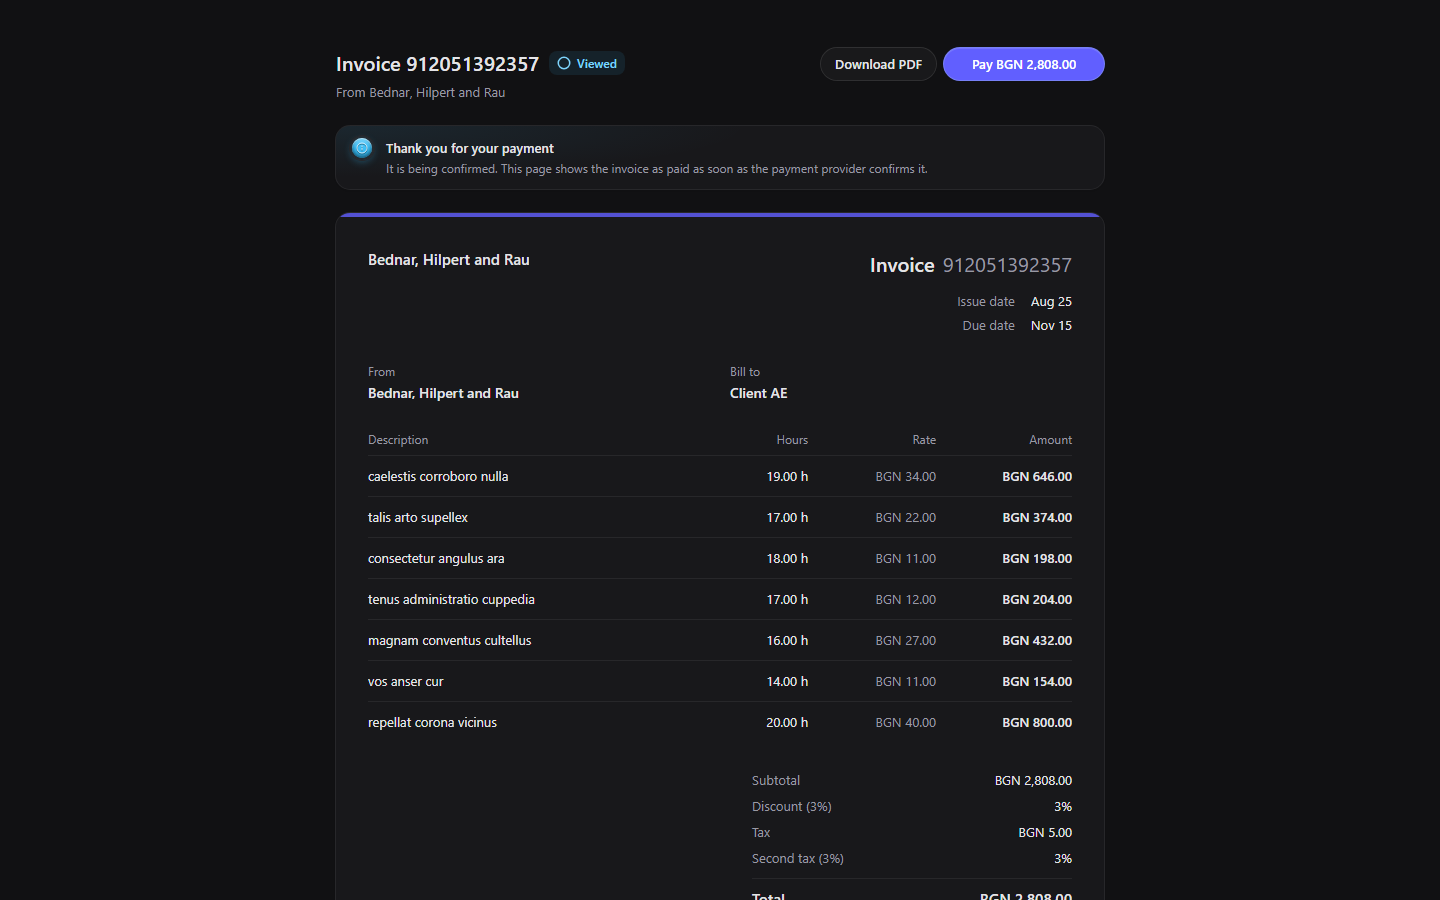 Invoice 912051392357
Viewed
Download PDF
Pay BGN 2,808.00
From Bednar, Hilpert and Rau
Thank you for your payment
It is being confirmed. This page shows the invoice as paid as soon as the payment provider confirms it.
Bednar, Hilpert and Rau
Invoice 912051392357
Issue date Aug 25
Due date Nov 15
From
Bednar, Hilpert and Rau
Bill to
Client AE
Description Hours Rate Amount
caelestis corroboro nulla 19.00 h BGN 34.00 BGN 646.00
talis arto supellex 17.00 h BGN 22.00 BGN 374.00
consectetur angulus ara 18.00 h BGN 11.00 BGN 198.00
tenus administratio cuppedia 17.00 h BGN 12.00 BGN 204.00
magnam conventus cultellus 16.00 h BGN 27.00 BGN 432.00
vos anser cur 14.00 h BGN 11.00 BGN 154.00
repellat corona vicinus 20.00 h BGN 40.00 BGN 800.00
Subtotal BGN 2,808.00
Discount (3%) 3%
Tax BGN 5.00
Second tax (3%) 3%
Total BGN 2,808.00